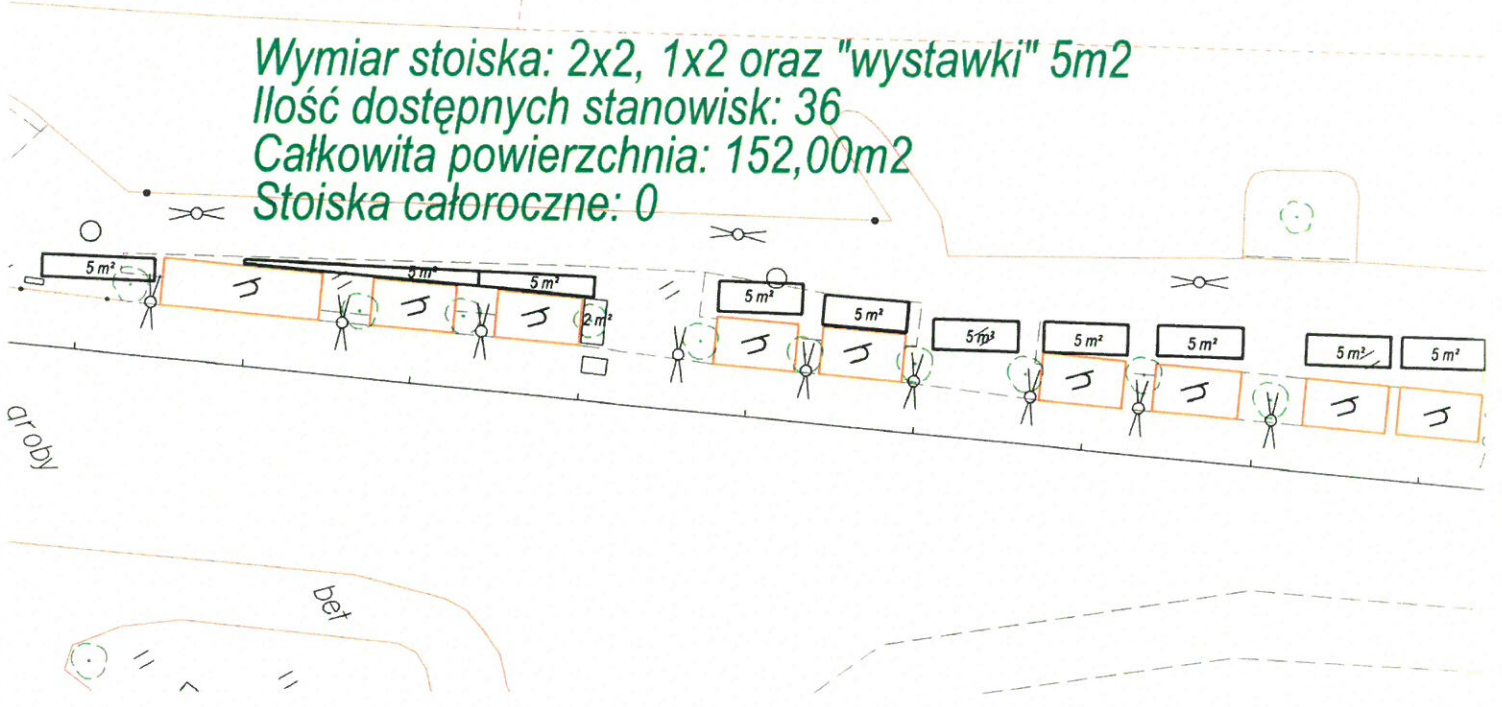 Wymiar stoiska: 2x2, 1x2 oraz "wystawki" 5m2
Ilość dostępnych stanowisk: 36
Całkowita powierzchnia: 152,00m2
Stoiska całoroczne: 0
5 m²
5 m²
5 m²
2 m²
5 m²
5 m²
5 m²
5 m²
5 m²
5 m²
5 m²
groby
bet